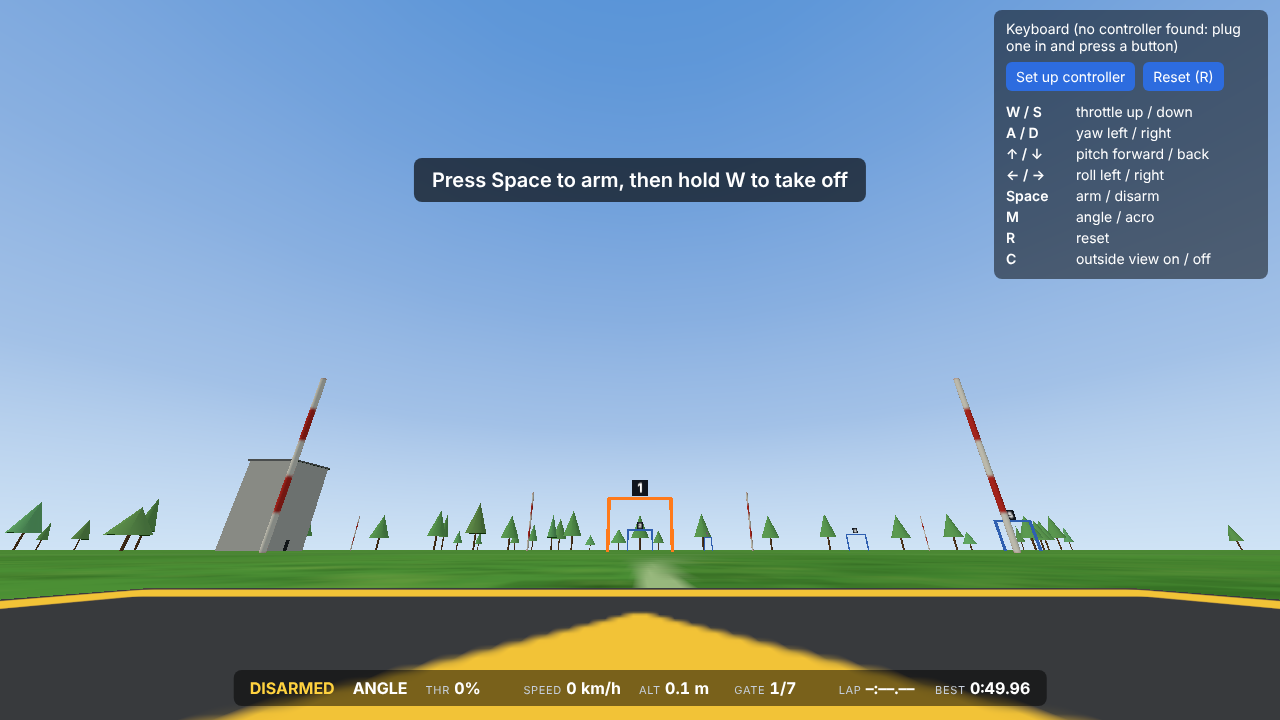 Keyboard (no controller found: plug
one in and press a button)
Set up controller
Reset (R)
W / S throttle up / down
A / D yaw left / right
↑ / ↓ pitch forward / back
← / → roll left / right
Space arm / disarm
M angle / acro
R reset
C outside view on / off
Press Space to arm, then hold W to take off
1
DISARMED ANGLE THR 0% SPEED 0 km/h ALT 0.1 m GATE 1/7 LAP –:––.–– BEST 0:49.96